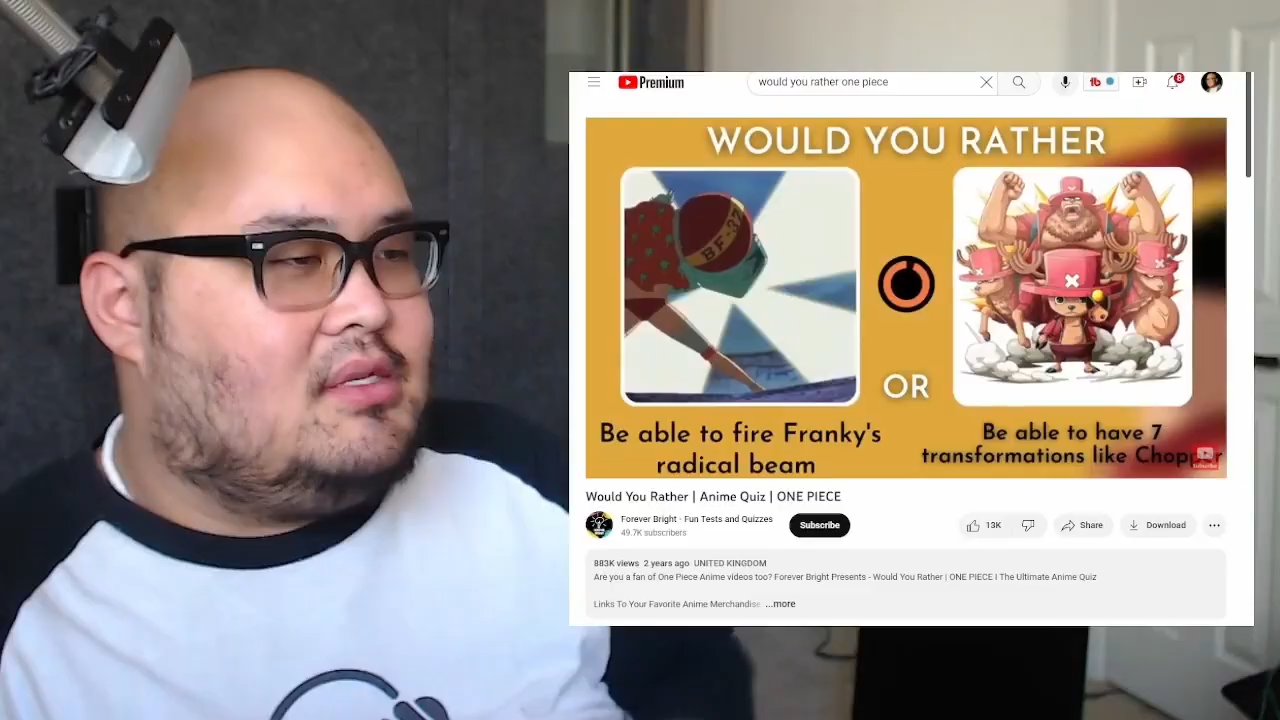 Premium
would you rather one piece
8
WOULD YOU RATHER
BF-37
OR
Be able to fire Franky's
radical beam
Be able to have 7
transformations like Chopper
Subscribe
Would You Rather | Anime Quiz | ONE PIECE
Forever Bright - Fun Tests and Quizzes
49.7K subscribers
Subscribe
13K
Share
Download
883K views 2 years ago UNITED KINGDOM
Are you a fan of One Piece Anime videos too? Forever Bright Presents - Would You Rather | ONE PIECE I The Ultimate Anime Quiz
Links To Your Favorite Anime Merchandise ...more